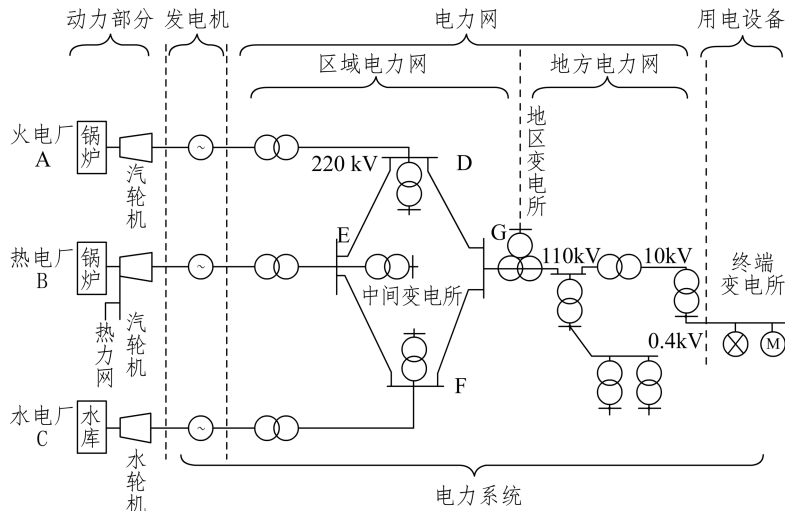 动力部分
发电机
电力网
用电设备
区域电力网
地方电力网
火电厂
A
锅炉
汽轮机
~
220 kV
D
地区变电所
热电厂
B
锅炉
热力网
汽轮机
~
E
中间变电所
G
110kV
10kV
终端
变电所
0.4kV
M
F
水电厂
C
水库
水轮机
~
电力系统